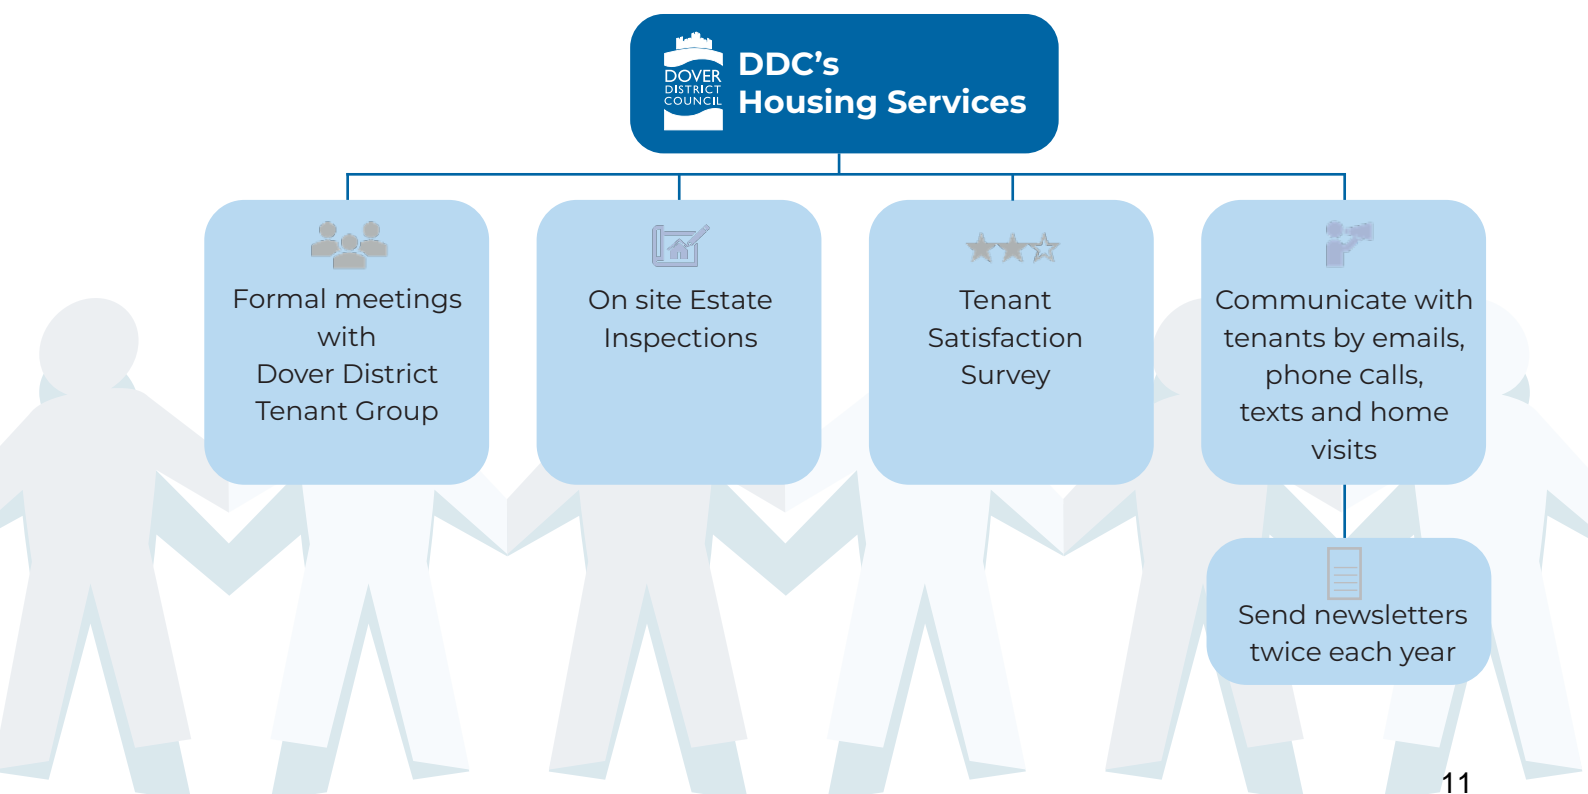 DOVER
DISTRICT
COUNCIL
DDC’s
Housing Services
Formal meetings
with
Dover District
Tenant Group
On site Estate
Inspections
Tenant
Satisfaction
Survey
Communicate with
tenants by emails,
phone calls,
texts and home
visits
Send newsletters
twice each year
11